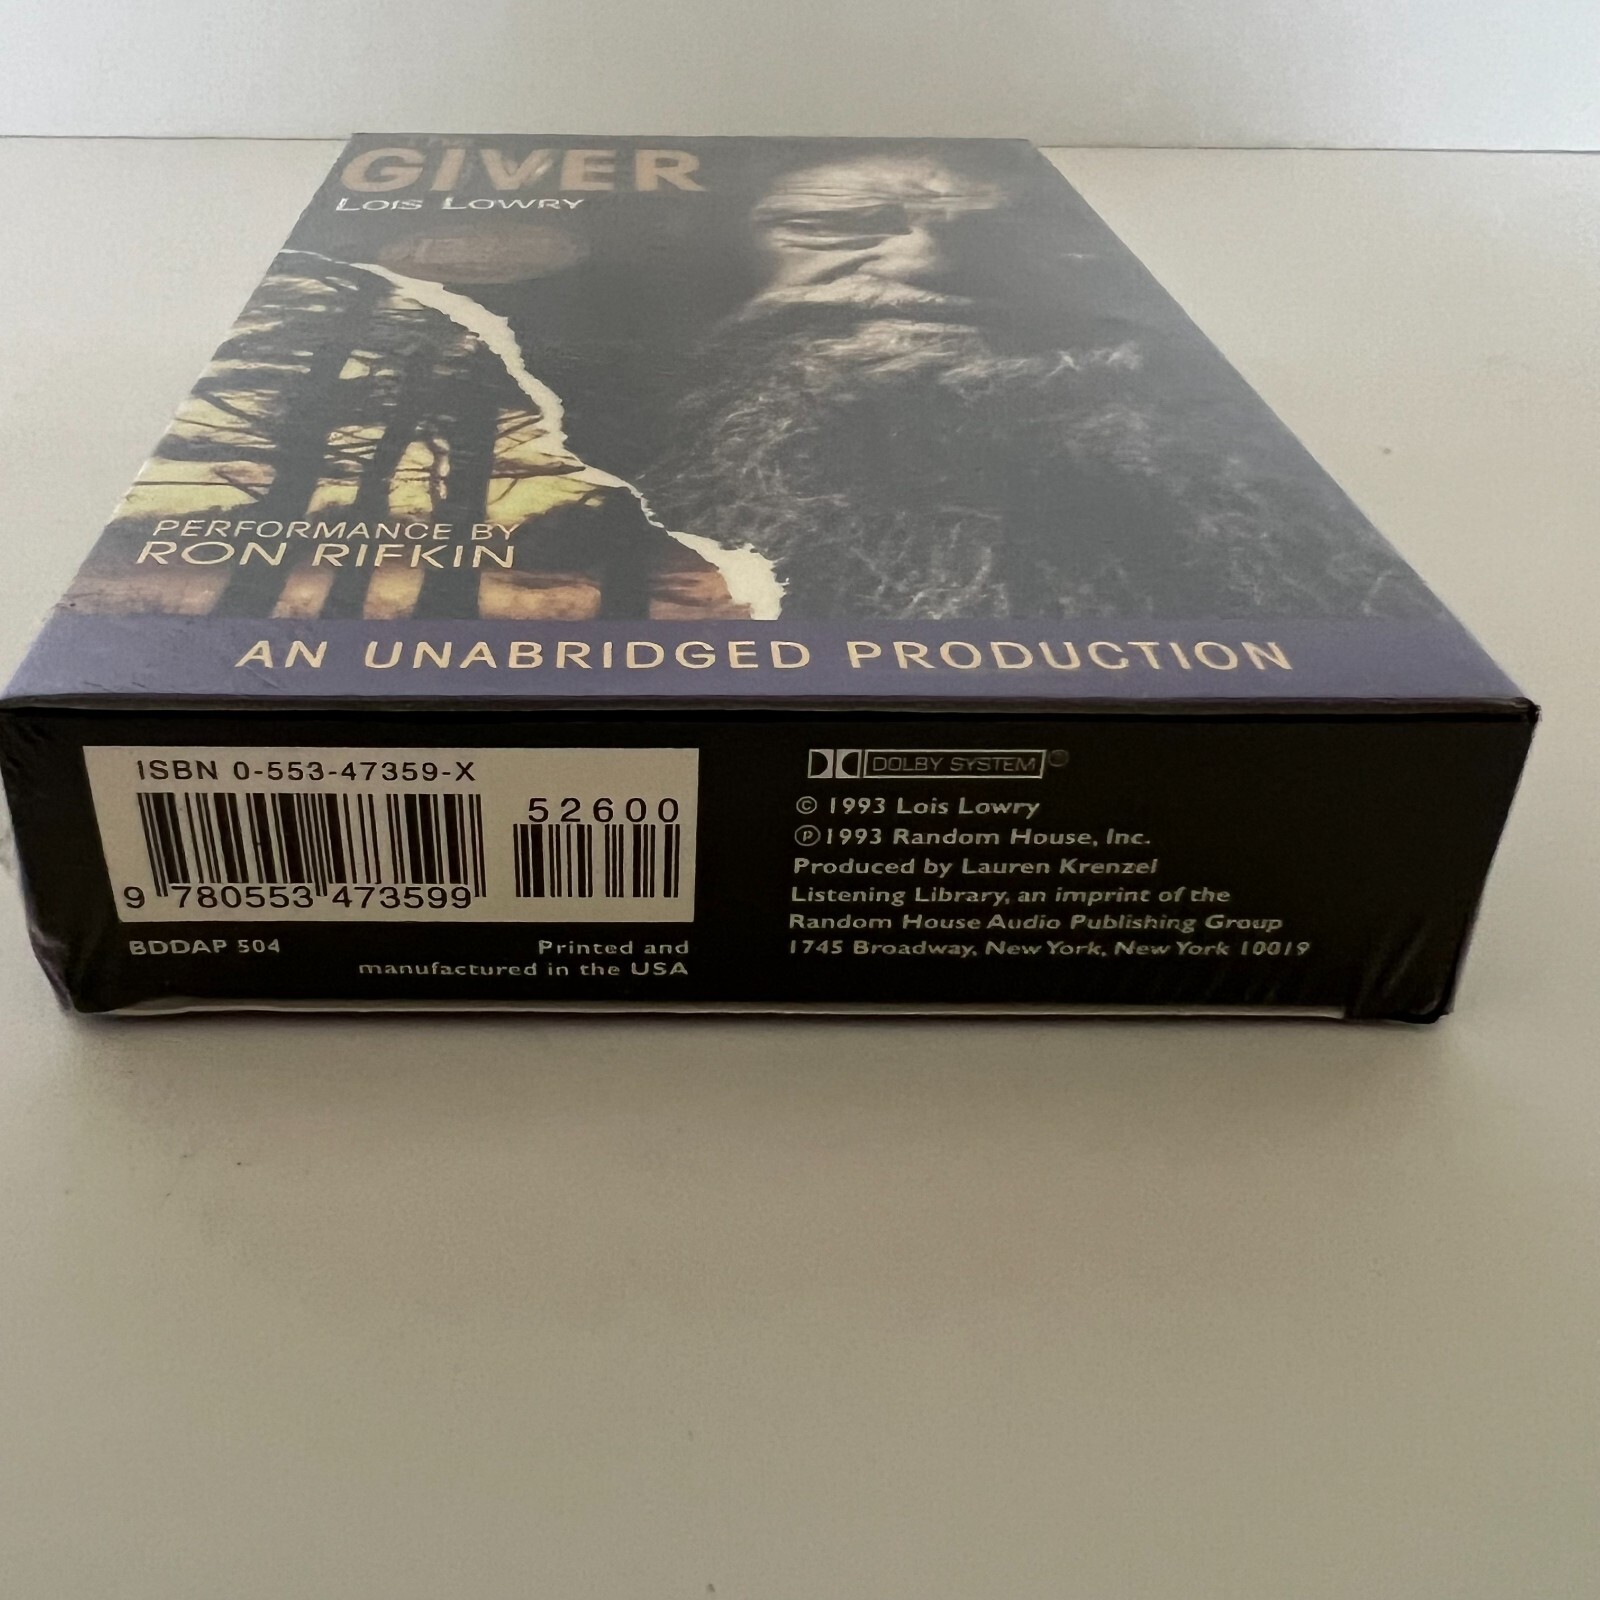 THE
GIVER
LOIS LOWRY
PERFORMANCE BY
RON RIFKIN
AN UNABRIDGED PRODUCTION
ISBN 0-553-47359-X
52600
9 780553 473599
BDDAP 504
Printed and
manufactured in the USA
DOLBY SYSTEM®
© 1993 Lois Lowry
℗ 1993 Random House, Inc.
Produced by Lauren Krenzel
Listening Library, an imprint of the
Random House Audio Publishing Group
1745 Broadway, New York, New York 10019